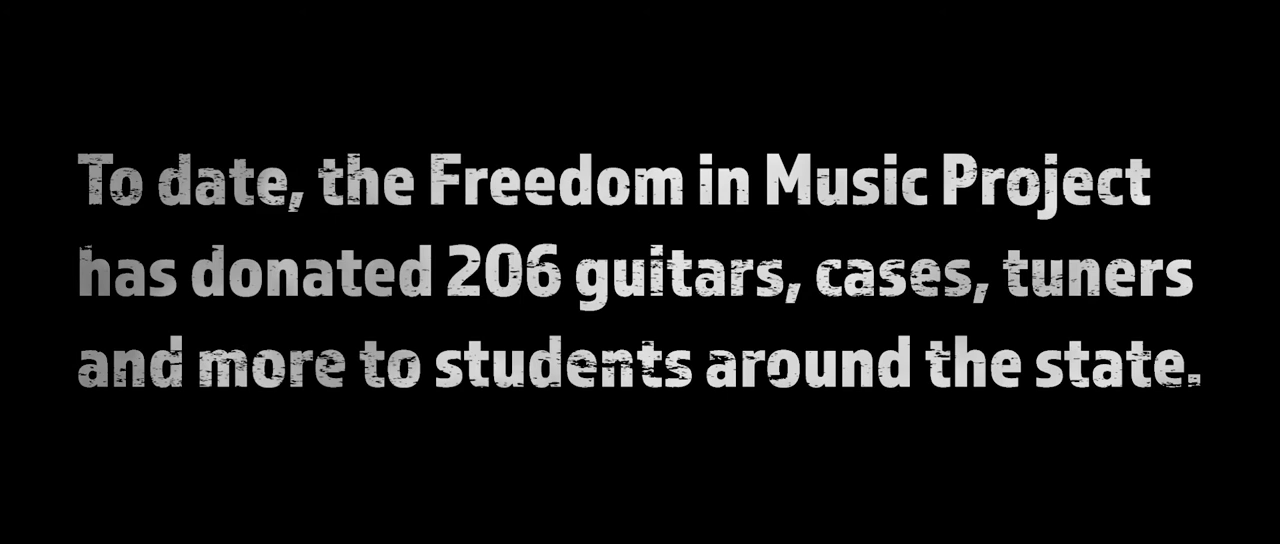 To date, the Freedom in Music Project
has donated 206 guitars, cases, tuners
and more to students around the state.